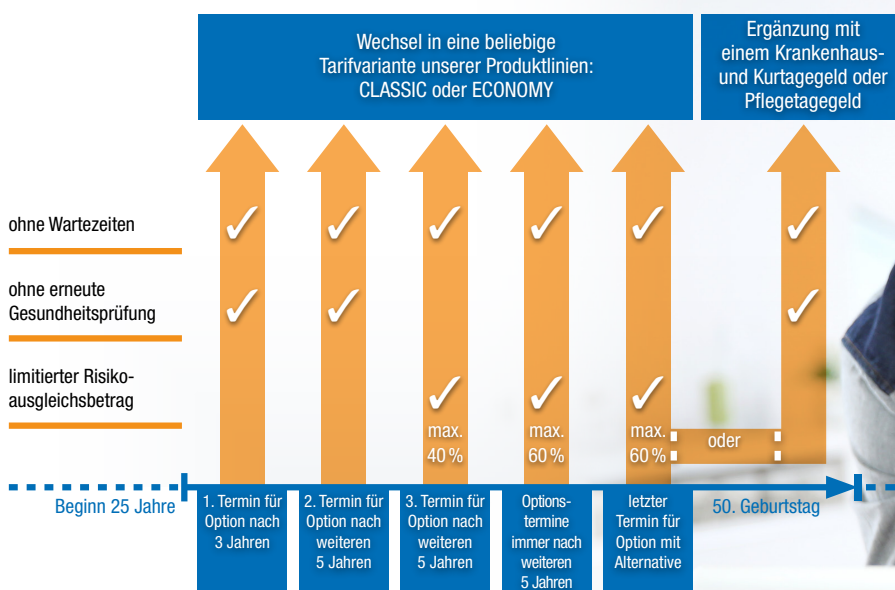 Wechsel in eine beliebige
Tarifvariante unserer Produktlinien:
CLASSIC oder ECONOMY
Ergänzung mit
einem Krankenhaus-
und Kurtagegeld oder
Pflegetagegeld
ohne Wartezeiten
ohne erneute
Gesundheitsprüfung
limitierter Risiko-
ausgleichsbetrag
max.
40 %
max.
60 %
max.
60 %
oder
Beginn 25 Jahre
1. Termin für
Option nach
3 Jahren
2. Termin für
Option nach
weiteren
5 Jahren
3. Termin für
Option nach
weiteren
5 Jahren
Options-
termine
immer nach
weiteren
5 Jahren
letzter
Termin für
Option mit
Alternative
50. Geburtstag